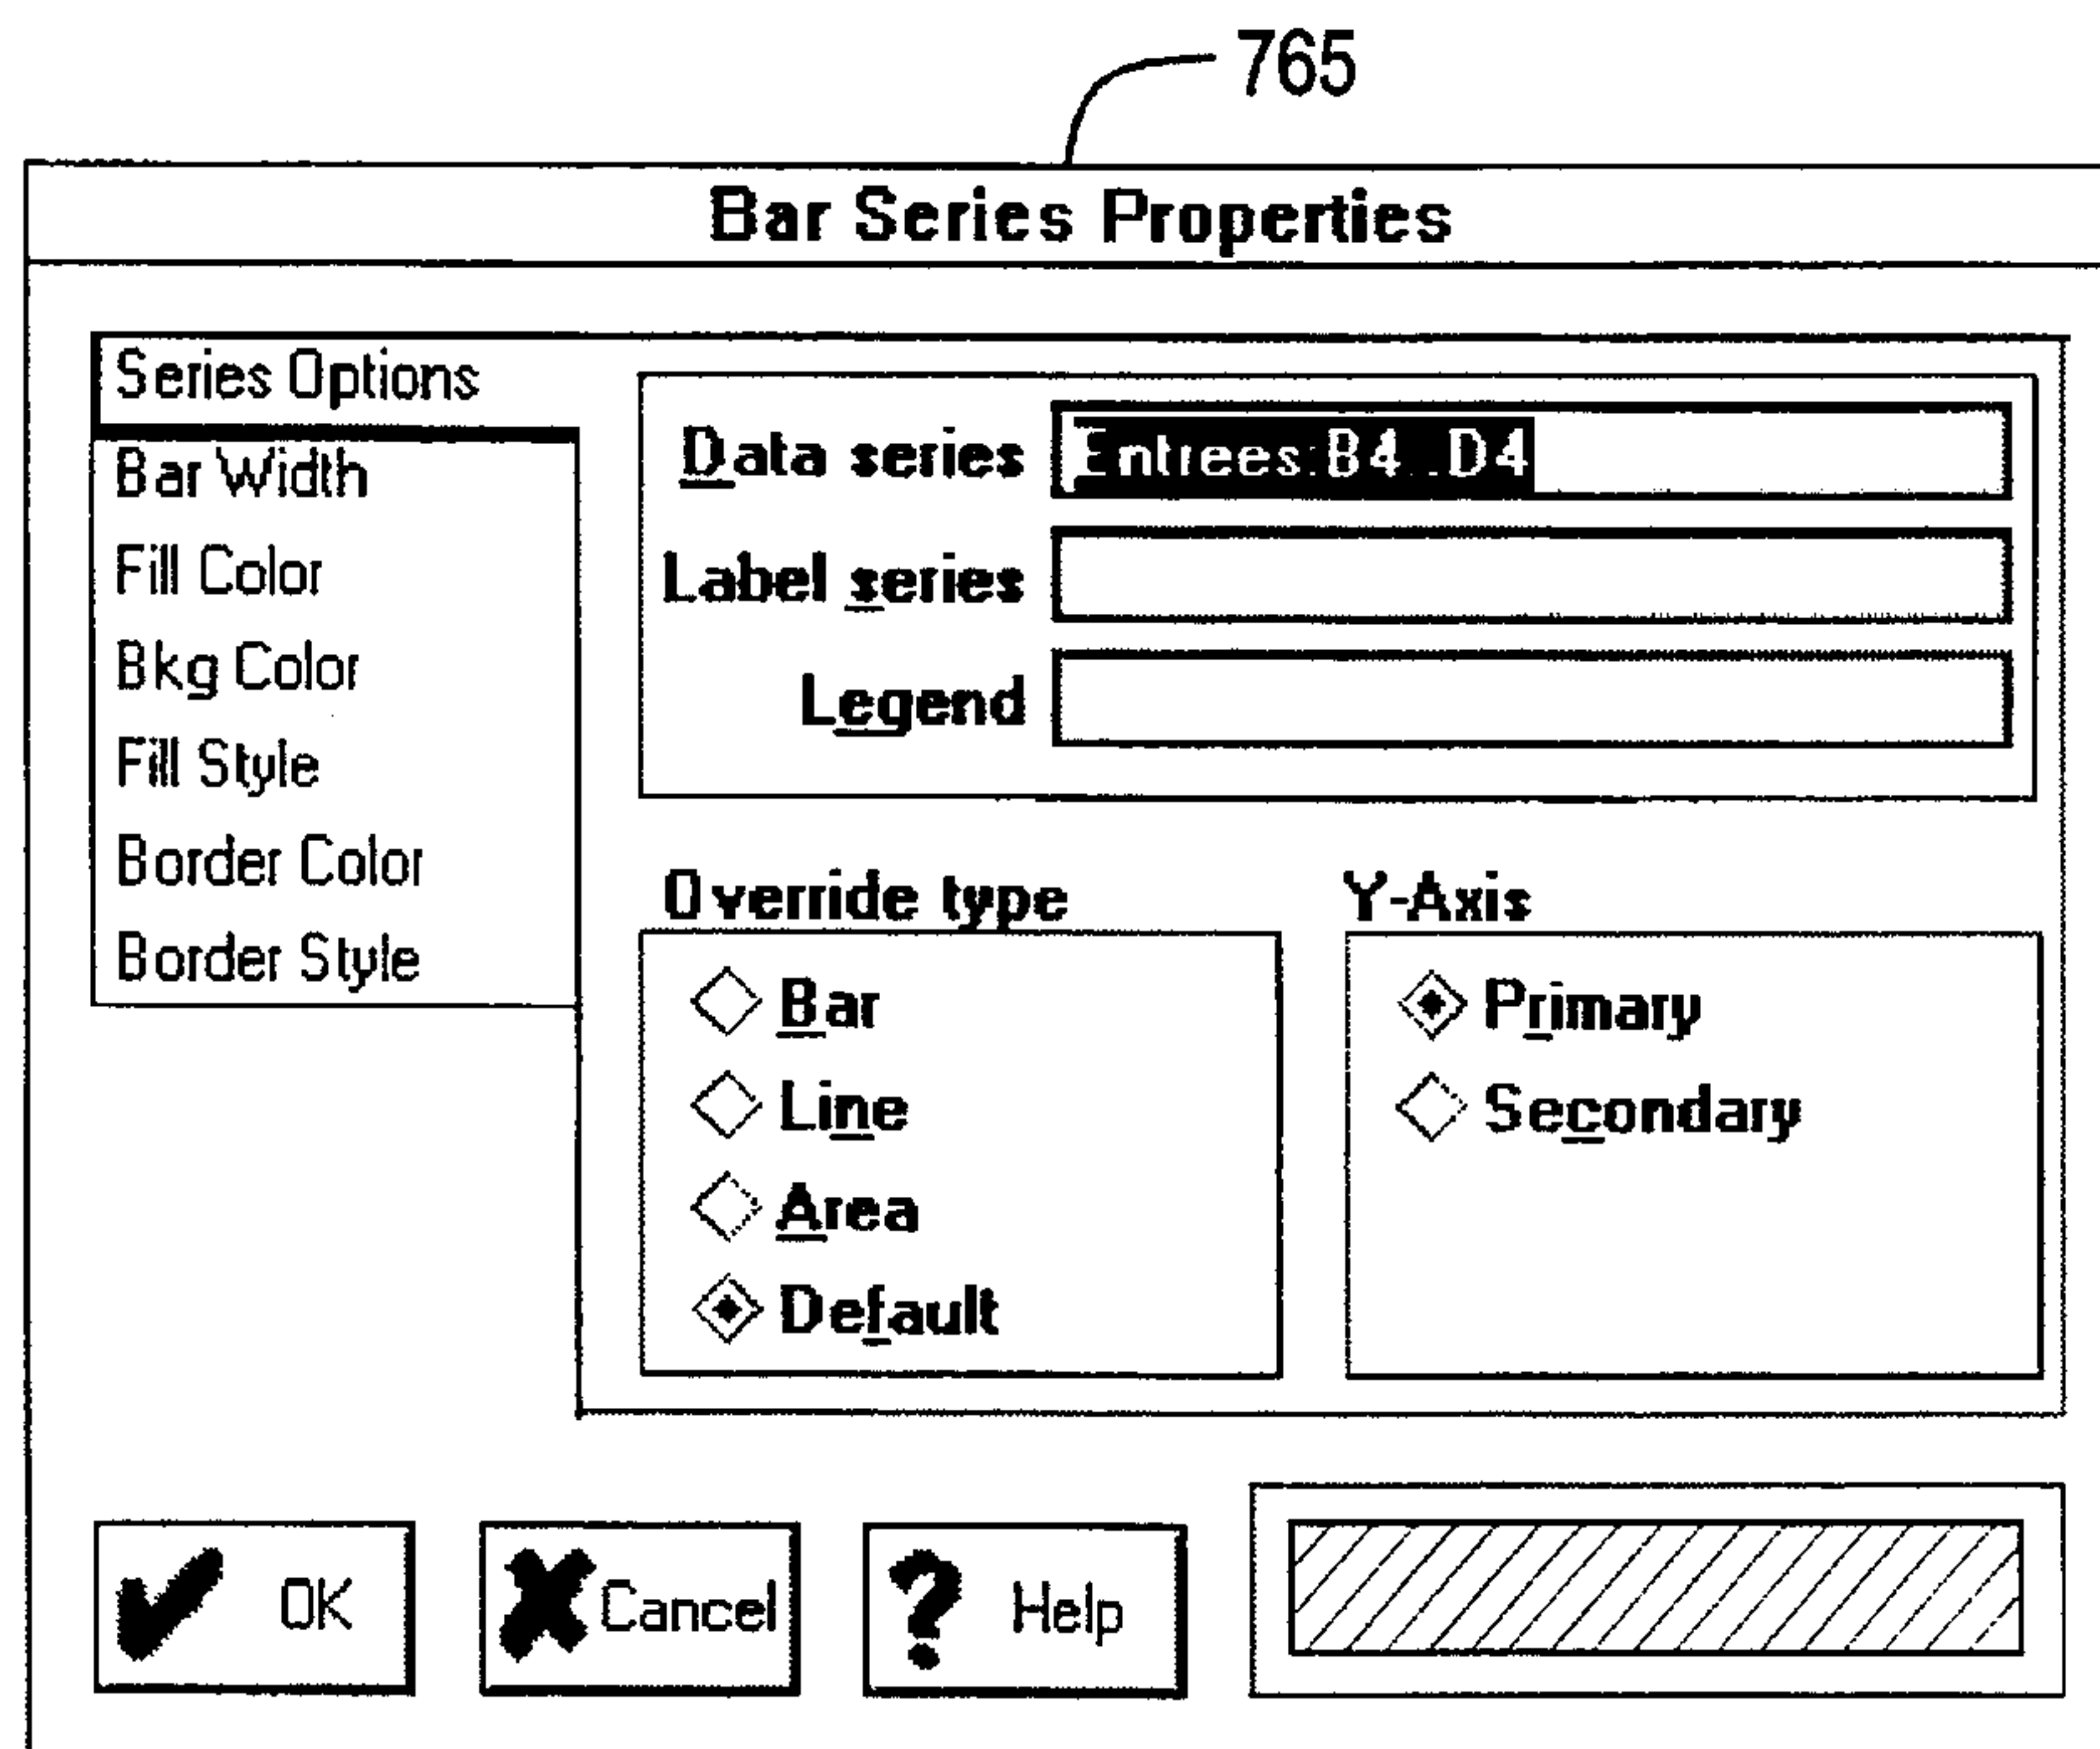 765
Bar Series Properties
Series Options
Bar Width
Fill Color
Bkg Color
Fill Style
Border Color
Border Style
Data series Entrees:B4..D4
Label series
Legend
Override type
Bar
Line
Area
Default
Y-Axis
Primary
Secondary
OK
Cancel
Help